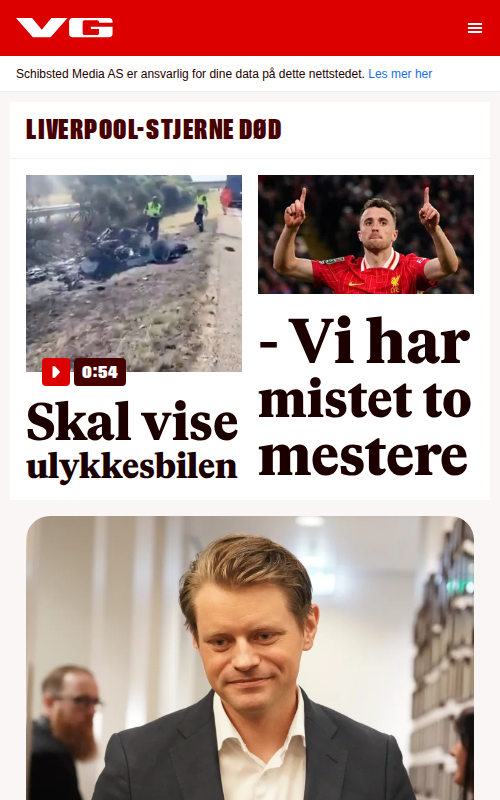 VG
Schibsted Media AS er ansvarlig for dine data på dette nettstedet. Les mer her
LIVERPOOL-STJERNE DØD
0:54
Skal vise
ulykkesbilen
- Vi har
mistet to
mestere